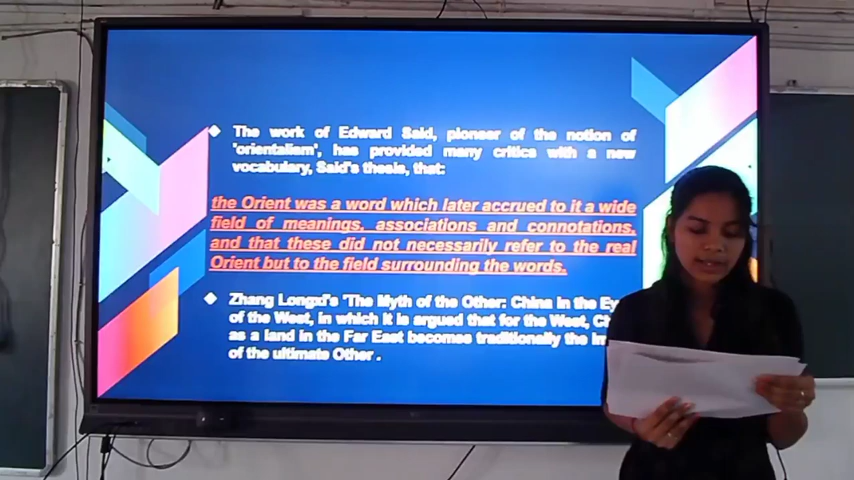 The work of Edward Said, pioneer of the notion of
'orientalism', has provided many critics with a new
vocabulary, Said's thesis, that:
the Orient was a word which later accrued to it a wide
field of meanings, associations and connotations,
and that these did not necessarily refer to the real
Orient but to the field surrounding the words.
Zhang Longxi's 'The Myth of the Other: China in the
of the West, in which it is argued that for the West,
as a land in the Far East becomes traditionally the
of the ultimate Other .